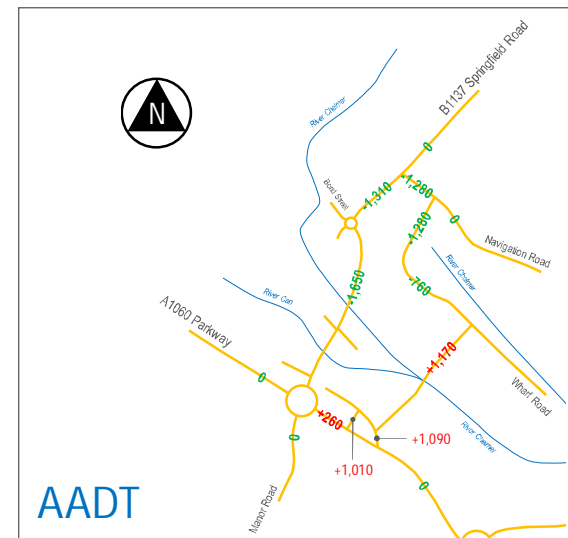 B1137 Springfield Road
N
River Chelmer
0
-1,310
-1,280
Bond Street
-1,280
0
Navigation Road
River Chelmer
-1,650
-760
River Can
A1060 Parkway
+1,170
Wharf Road
0
+260
+1,090
River Chelmer
+1,010
0
0
Manor Road
AADT